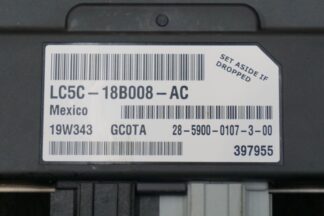 SET ASIDE IF
DROPPED
LC5C-18B008-AC
Mexico
19W343 GC0TA 28-5900-0107-3-00
397955